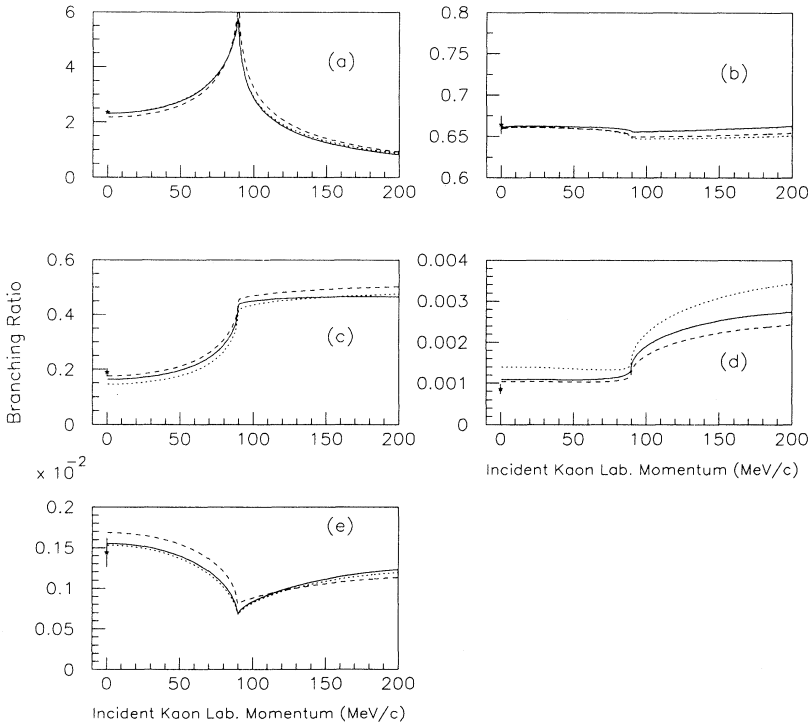 6
4
2
0
0 50 100 150 200
(a)
0.8
0.75
0.7
0.65
0.6
0 50 100 150 200
(b)
Branching Ratio
0.6
0.4
0.2
0
0 50 100 150 200
(c)
0.004
0.003
0.002
0.001
0
0 50 100 150 200
(d)
Incident Kaon Lab. Momentum (MeV/c)
x 10⁻²
0.2
0.15
0.1
0.05
0
0 50 100 150 200
(e)
Incident Kaon Lab. Momentum (MeV/c)